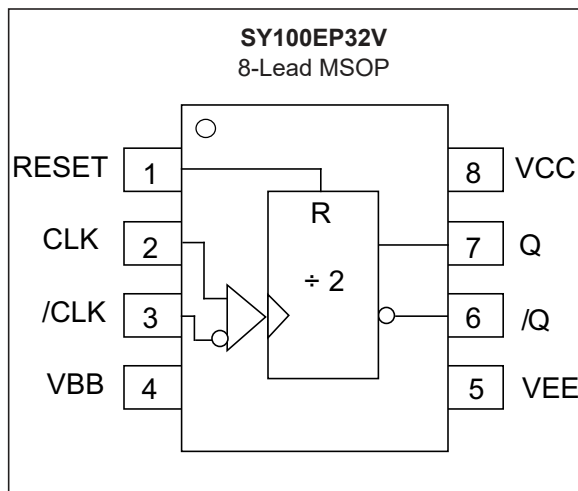 SY100EP32V
8-Lead MSOP
RESET 1 8 VCC
R
CLK 2 7 Q
÷ 2
/CLK 3 6 /Q
VBB 4 5 VEE